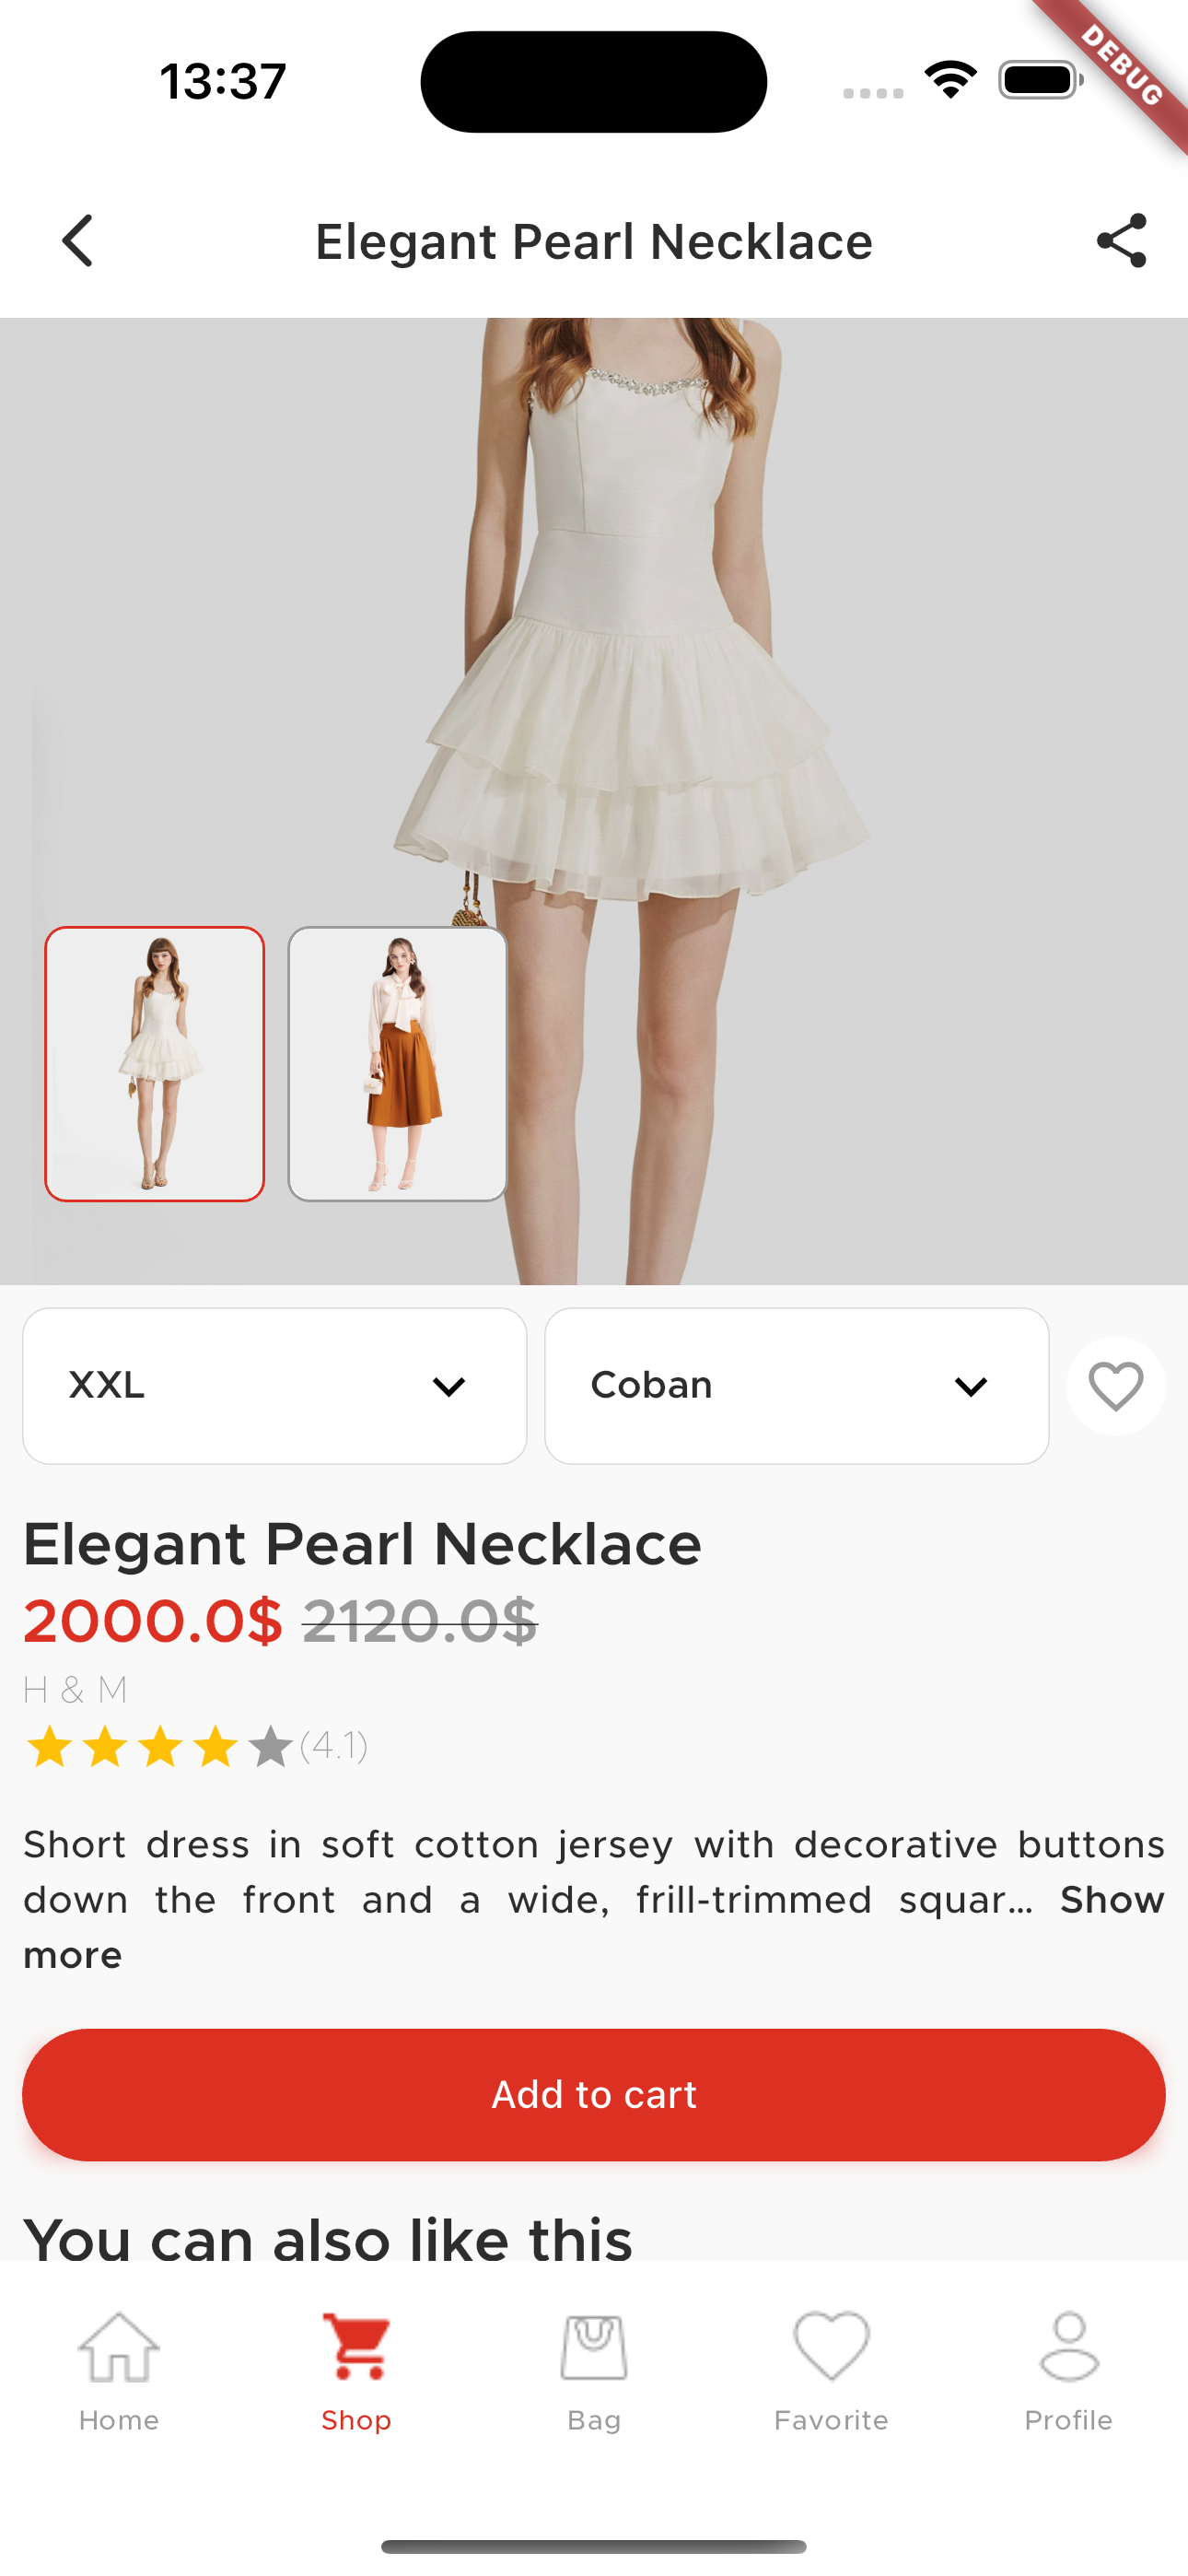 13:37
DEBUG
Elegant Pearl Necklace
XXL
Coban
Elegant Pearl Necklace
2000.0$ 2120.0$
H & M
(4.1)
Short dress in soft cotton jersey with decorative buttons
down the front and a wide, frill-trimmed squar... Show
more
Add to cart
You can also like this
Home
Shop
Bag
Favorite
Profile